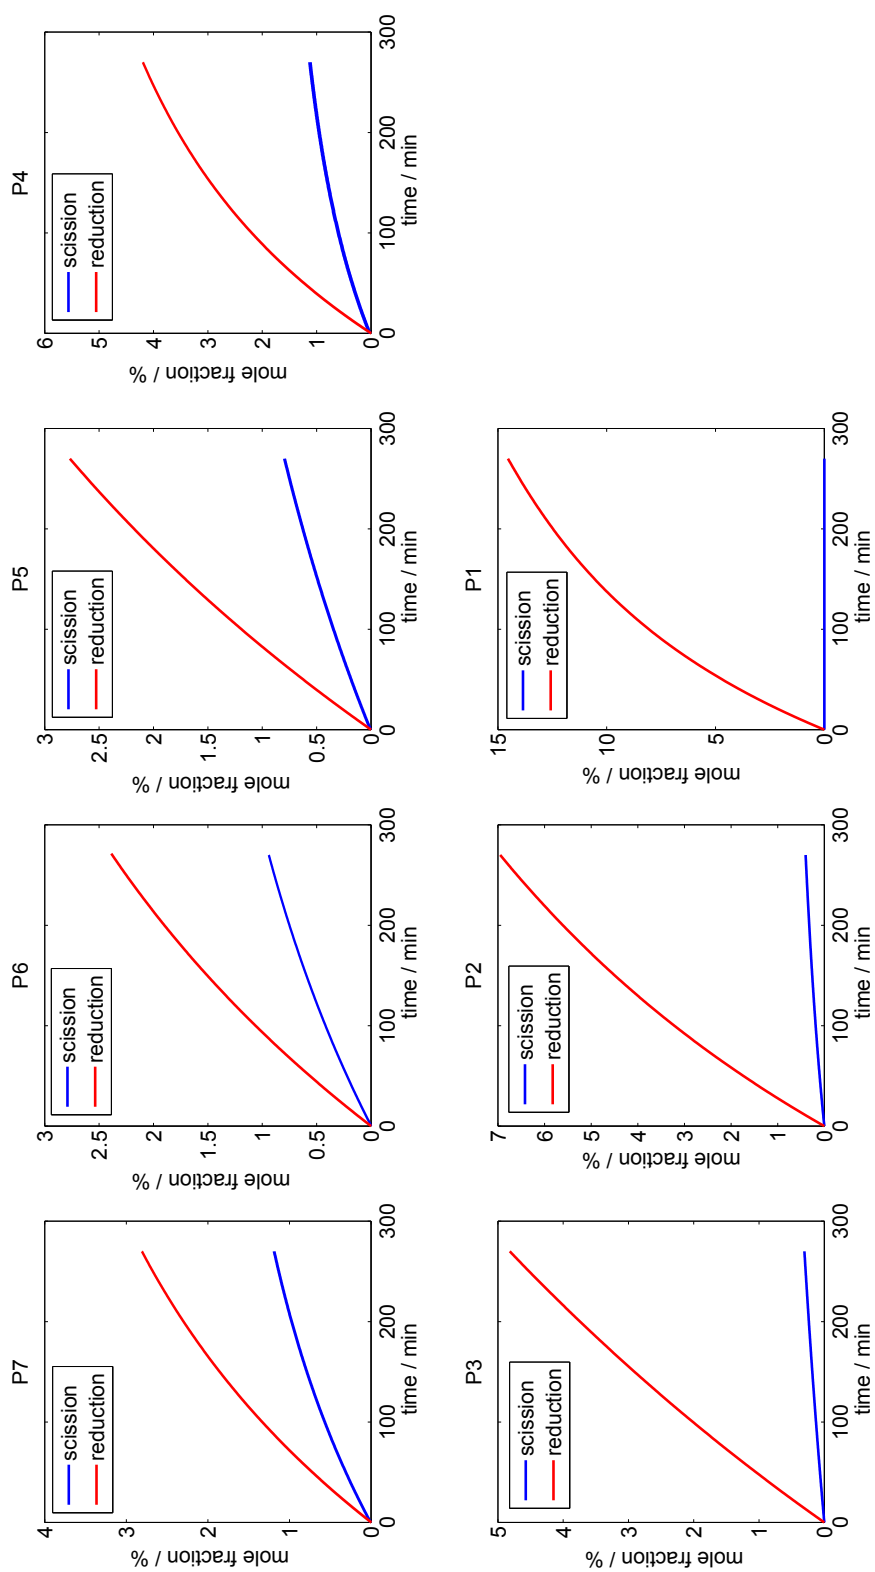 P7
scission
reduction
mole fraction / %
4
3
2
1
0
0 100 200 300
time / min
P6
scission
reduction
mole fraction / %
3
2.5
2
1.5
1
0.5
0
0 100 200 300
time / min
P5
scission
reduction
mole fraction / %
3
2.5
2
1.5
1
0.5
0
0 100 200 300
time / min
P4
scission
reduction
mole fraction / %
6
5
4
3
2
1
0
0 100 200 300
time / min
P3
scission
reduction
mole fraction / %
5
4
3
2
1
0
0 100 200 300
time / min
P2
scission
reduction
mole fraction / %
7
6
5
4
3
2
1
0
0 100 200 300
time / min
P1
scission
reduction
mole fraction / %
15
10
5
0
0 100 200 300
time / min